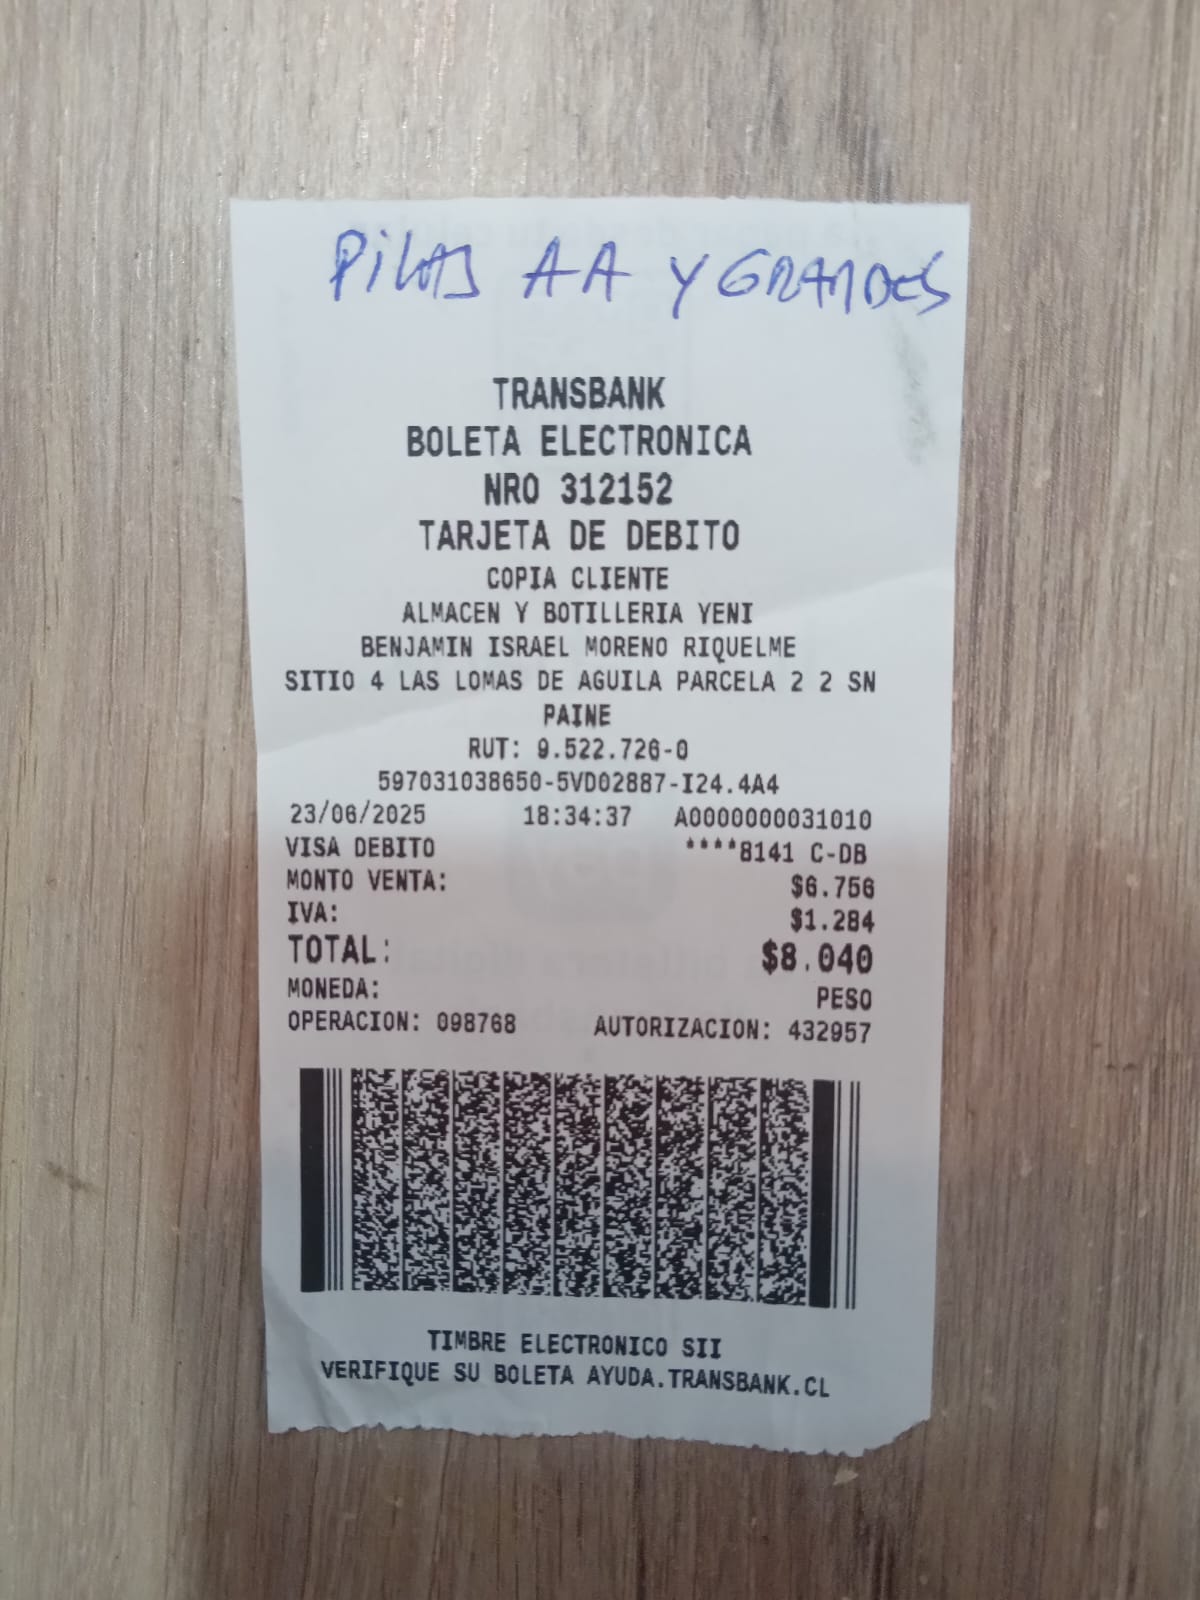 PILAS AA Y GRANDES
TRANSBANK
BOLETA ELECTRONICA
NRO 312152
TARJETA DE DEBITO
COPIA CLIENTE
ALMACEN Y BOTILLERIA YENI
BENJAMIN ISRAEL MORENO RIQUELME
SITIO 4 LAS LOMAS DE AGUILA PARCELA 2 2 SN
PAINE
RUT: 9.522.726-0
597031038650-5VD02887-I24.4A4
23/06/2025 18:34:37 A0000000031010
VISA DEBITO ****8141 C-DB
MONTO VENTA: $6.756
IVA: $1.284
TOTAL: $8.040
MONEDA: PESO
OPERACION: 098768 AUTORIZACION: 432957
TIMBRE ELECTRONICO SII
VERIFIQUE SU BOLETA AYUDA.TRANSBANK.CL